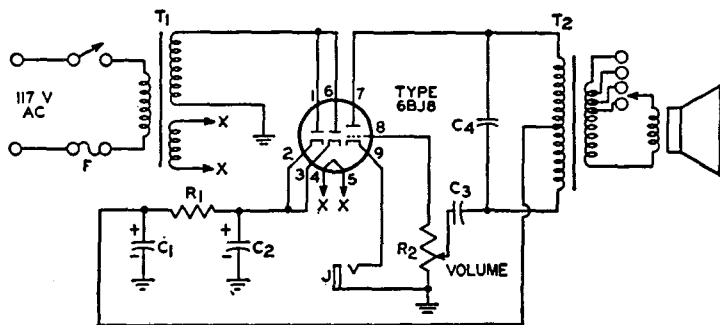 T1
T2
117 V
AC
F
X
X
1
6
7
TYPE
6BJ8
8
9
2
3
4
5
X
X
C4
R1
C3
+
C1
-
+
C2
-
J
R2
VOLUME